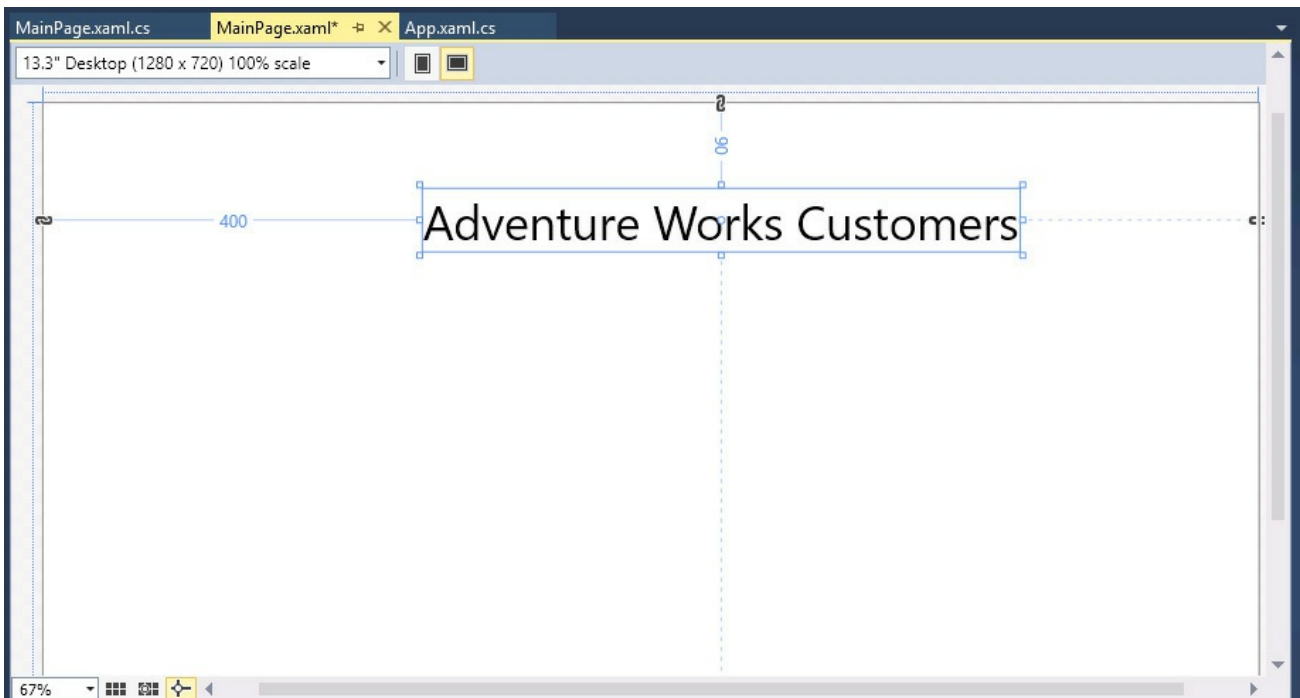 MainPage.xaml.cs MainPage.xaml* App.xaml.cs
13.3" Desktop (1280 x 720) 100% scale
90
400
Adventure Works Customers
67%